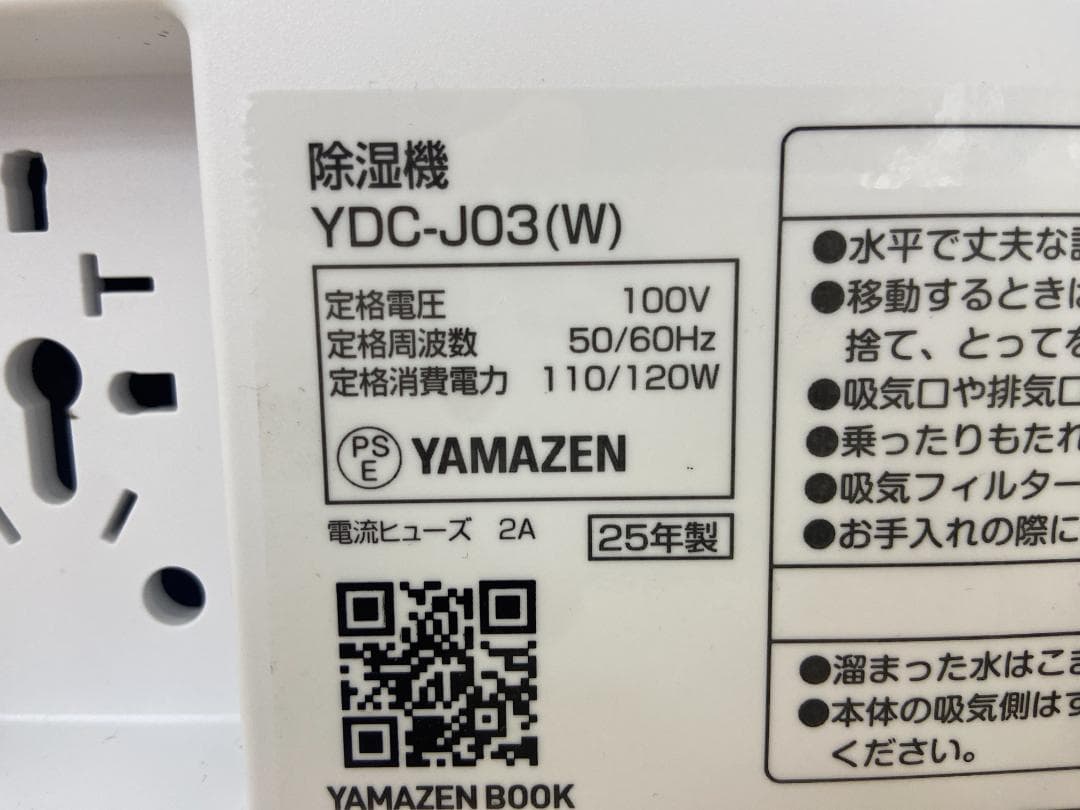 除湿機
YDC-J03(W)
定格電圧 100V
定格周波数 50/60Hz
定格消費電力 110/120W
PS
E
YAMAZEN
電流ヒューズ 2A
25年製
YAMAZEN BOOK
●水平で丈夫な
●移動するときは
捨て、とってを
●吸気口や排気口
●乗ったりもたれ
●吸気フィルター
●お手入れの際に
●溜まった水はこま
●本体の吸気側はす
ください。